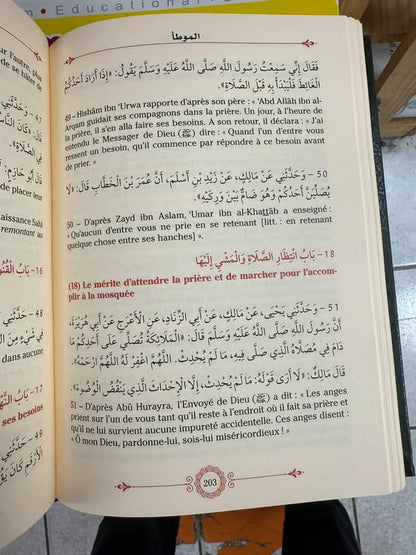 m • Educational • G
الموطأ
فَقَالَ إِنِّي سَمِعْتُ رَسُولَ اللَّهِ صَلَّى اللَّهُ عَلَيْهِ وَسَلَّمَ يَقُولُ: «إِذَا أَرَادَ أَحَدُكُمُ
الْغَائِطَ فَلْيَبْدَأْ بِهِ قَبْلَ الصَّلَاةِ».
49 – Hishâm ibn 'Urwa rapporte d'après son père : « 'Abd Allâh ibn al-
Arqam guidait ses compagnons dans la prière. Un jour, à l'heure de
la prière, il s'en alla faire ses besoins. À son retour, il déclara : « J'ai
entendu le Messager de Dieu (ﷺ) dire : « Quand l'un d'entre vous
ressent un besoin, qu'il commence par répondre à ce besoin avant
de prier. »
50 – وَحَدَّثَنِي عَنْ مَالِكٍ، عَنْ زَيْدِ بْنِ أَسْلَمَ، أَنَّ عُمَرَ بْنَ الْخَطَّابِ قَالَ: «لَا
يُصَلِّيَنَّ أَحَدُكُمْ وَهُوَ ضَامٌّ بَيْنَ وَرِكَيْهِ».
50 – D'après Zayd ibn Aslam, 'Umar ibn al-Khattâb a enseigné :
« Qu'aucun d'entre vous ne prie en se retenant [litt. : en retenant
quelque chose entre ses hanches] ».
18– بَابُ انْتِظَارِ الصَّلَاةِ وَالْمَشْيِ إِلَيْهَا
(18) Le mérite d'attendre la prière et de marcher pour l'accom-
plir à la mosquée
51 – وَحَدَّثَنِي يَحْيَى، عَنْ مَالِكٍ، عَنْ أَبِي الزِّنَادِ، عَنِ الْأَعْرَجِ عَنْ أَبِي هُرَيْرَةَ
أَنَّ رَسُولَ اللَّهِ صَلَّى اللَّهُ عَلَيْهِ وَسَلَّمَ قَالَ: «الْمَلَائِكَةُ تُصَلِّي عَلَى أَحَدِكُمْ مَا
دَامَ فِي مُصَلَّاهُ الَّذِي صَلَّى فِيهِ، مَا لَمْ يُحْدِثْ. اللَّهُمَّ اغْفِرْ لَهُ اللَّهُمَّ ارْحَمْهُ».
قَالَ مَالِكٌ: «لَا أَرَى قَوْلَهُ: مَا لَمْ يُحْدِثْ، إِلَّا الْإِحْدَاثَ الَّذِي يَنْقُضُ الْوُضُوءَ».
51 – D'après Abû Hurayra, l'Envoyé de Dieu (ﷺ) a dit : « Les anges
prient sur l'un de vous tant qu'il reste à l'endroit où il fait sa prière et
qu'il ne lui survient aucune impureté accidentelle. Ces anges disent :
« Ô mon Dieu, pardonne-lui, sois-lui miséricordieux ! »
203